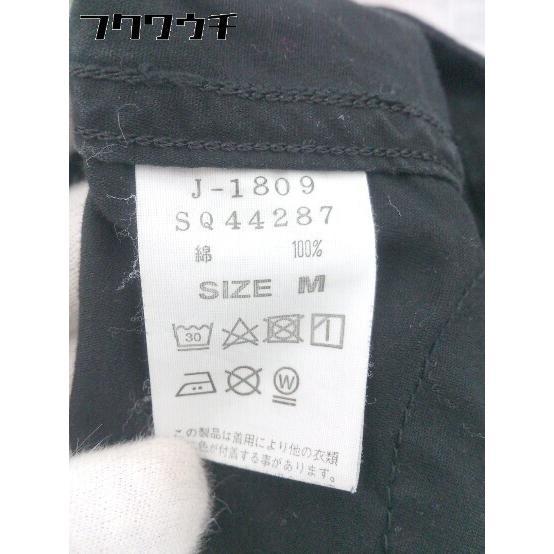 フクワウチ
J-1809
SQ44287
綿 100%
SIZE M
30
W
この製品は着用により他の衣類
色が付着する事があります。